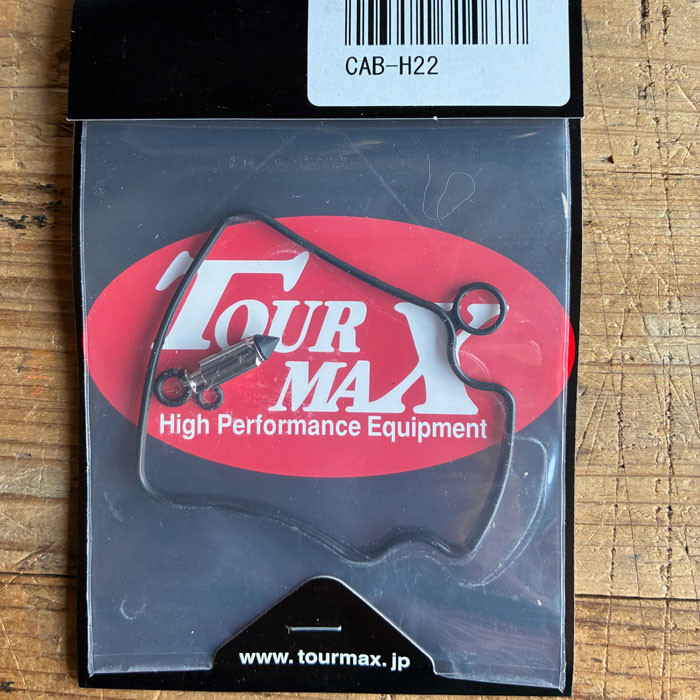 CAB-H22
TOUR
MAX
High Performance Equipment
www.tourmax.jp